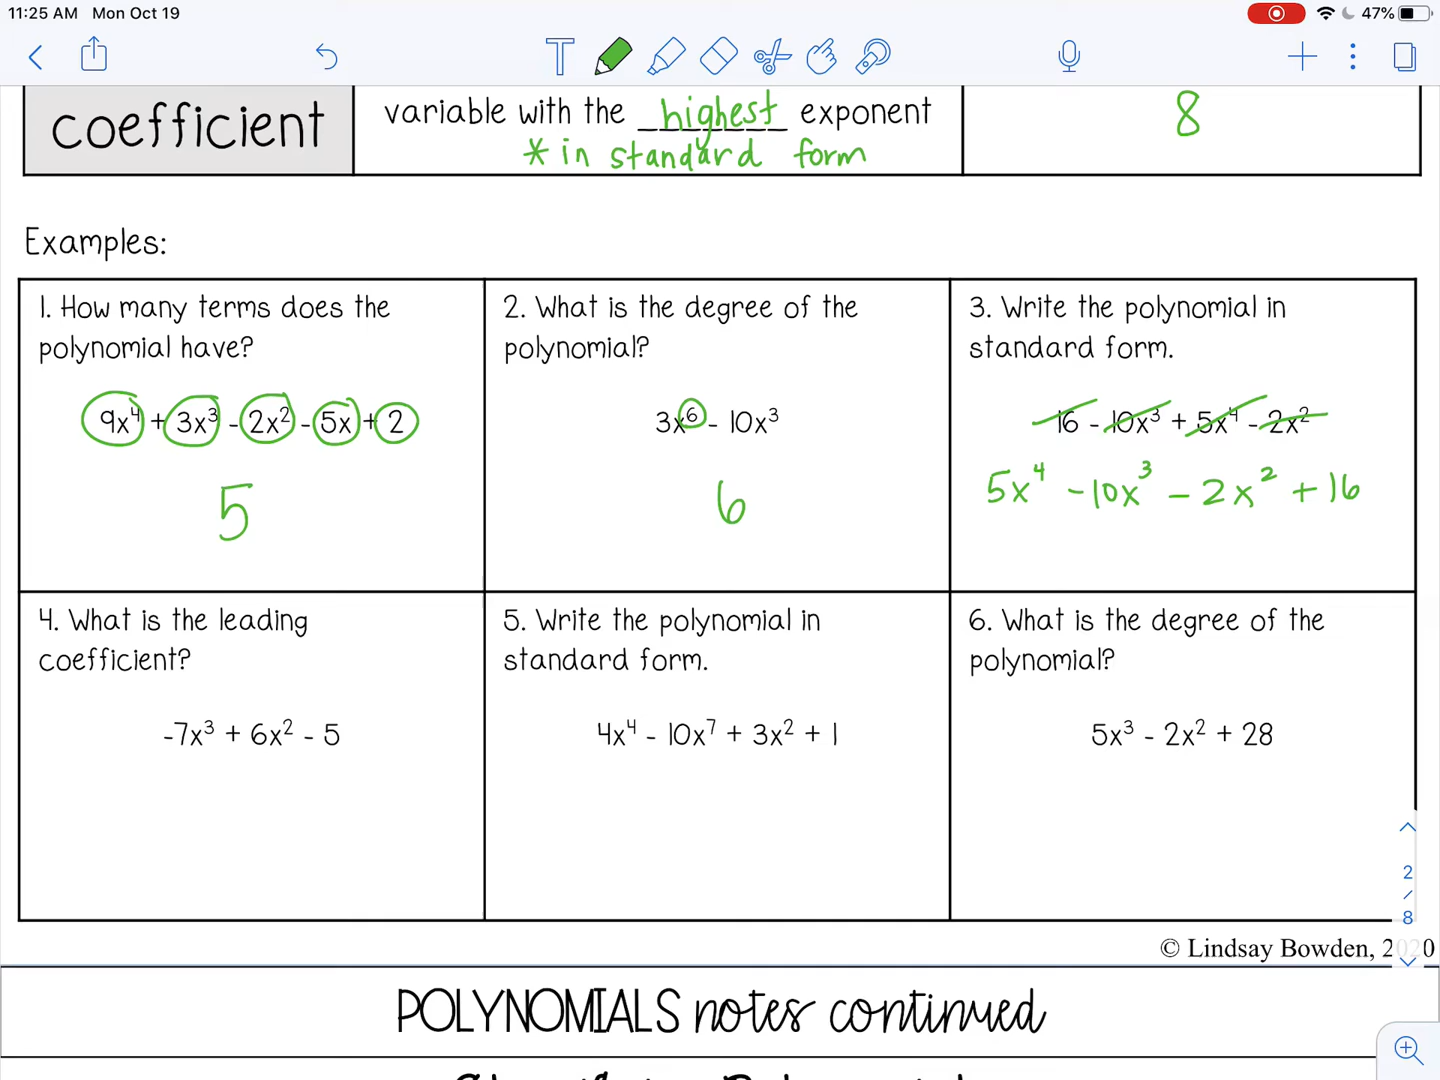 11:25 AM Mon Oct 19
47%
T
coefficient
variable with the highest exponent
* in standard form
8
Examples:
1. How many terms does the
polynomial have?
9x⁴ + 3x³ - 2x² - 5x + 2
5
2. What is the degree of the
polynomial?
3x⁶ - 10x³
6
3. Write the polynomial in
standard form.
16 - 10x³ + 5x⁴ - 2x²
5x⁴ - 10x³ - 2x² + 16
4. What is the leading
coefficient?
-7x³ + 6x² - 5
5. Write the polynomial in
standard form.
4x⁴ - 10x⁷ + 3x² + 1
6. What is the degree of the
polynomial?
5x³ - 2x² + 28
2
/
8
© Lindsay Bowden, 2020
POLYNOMIALS notes continued